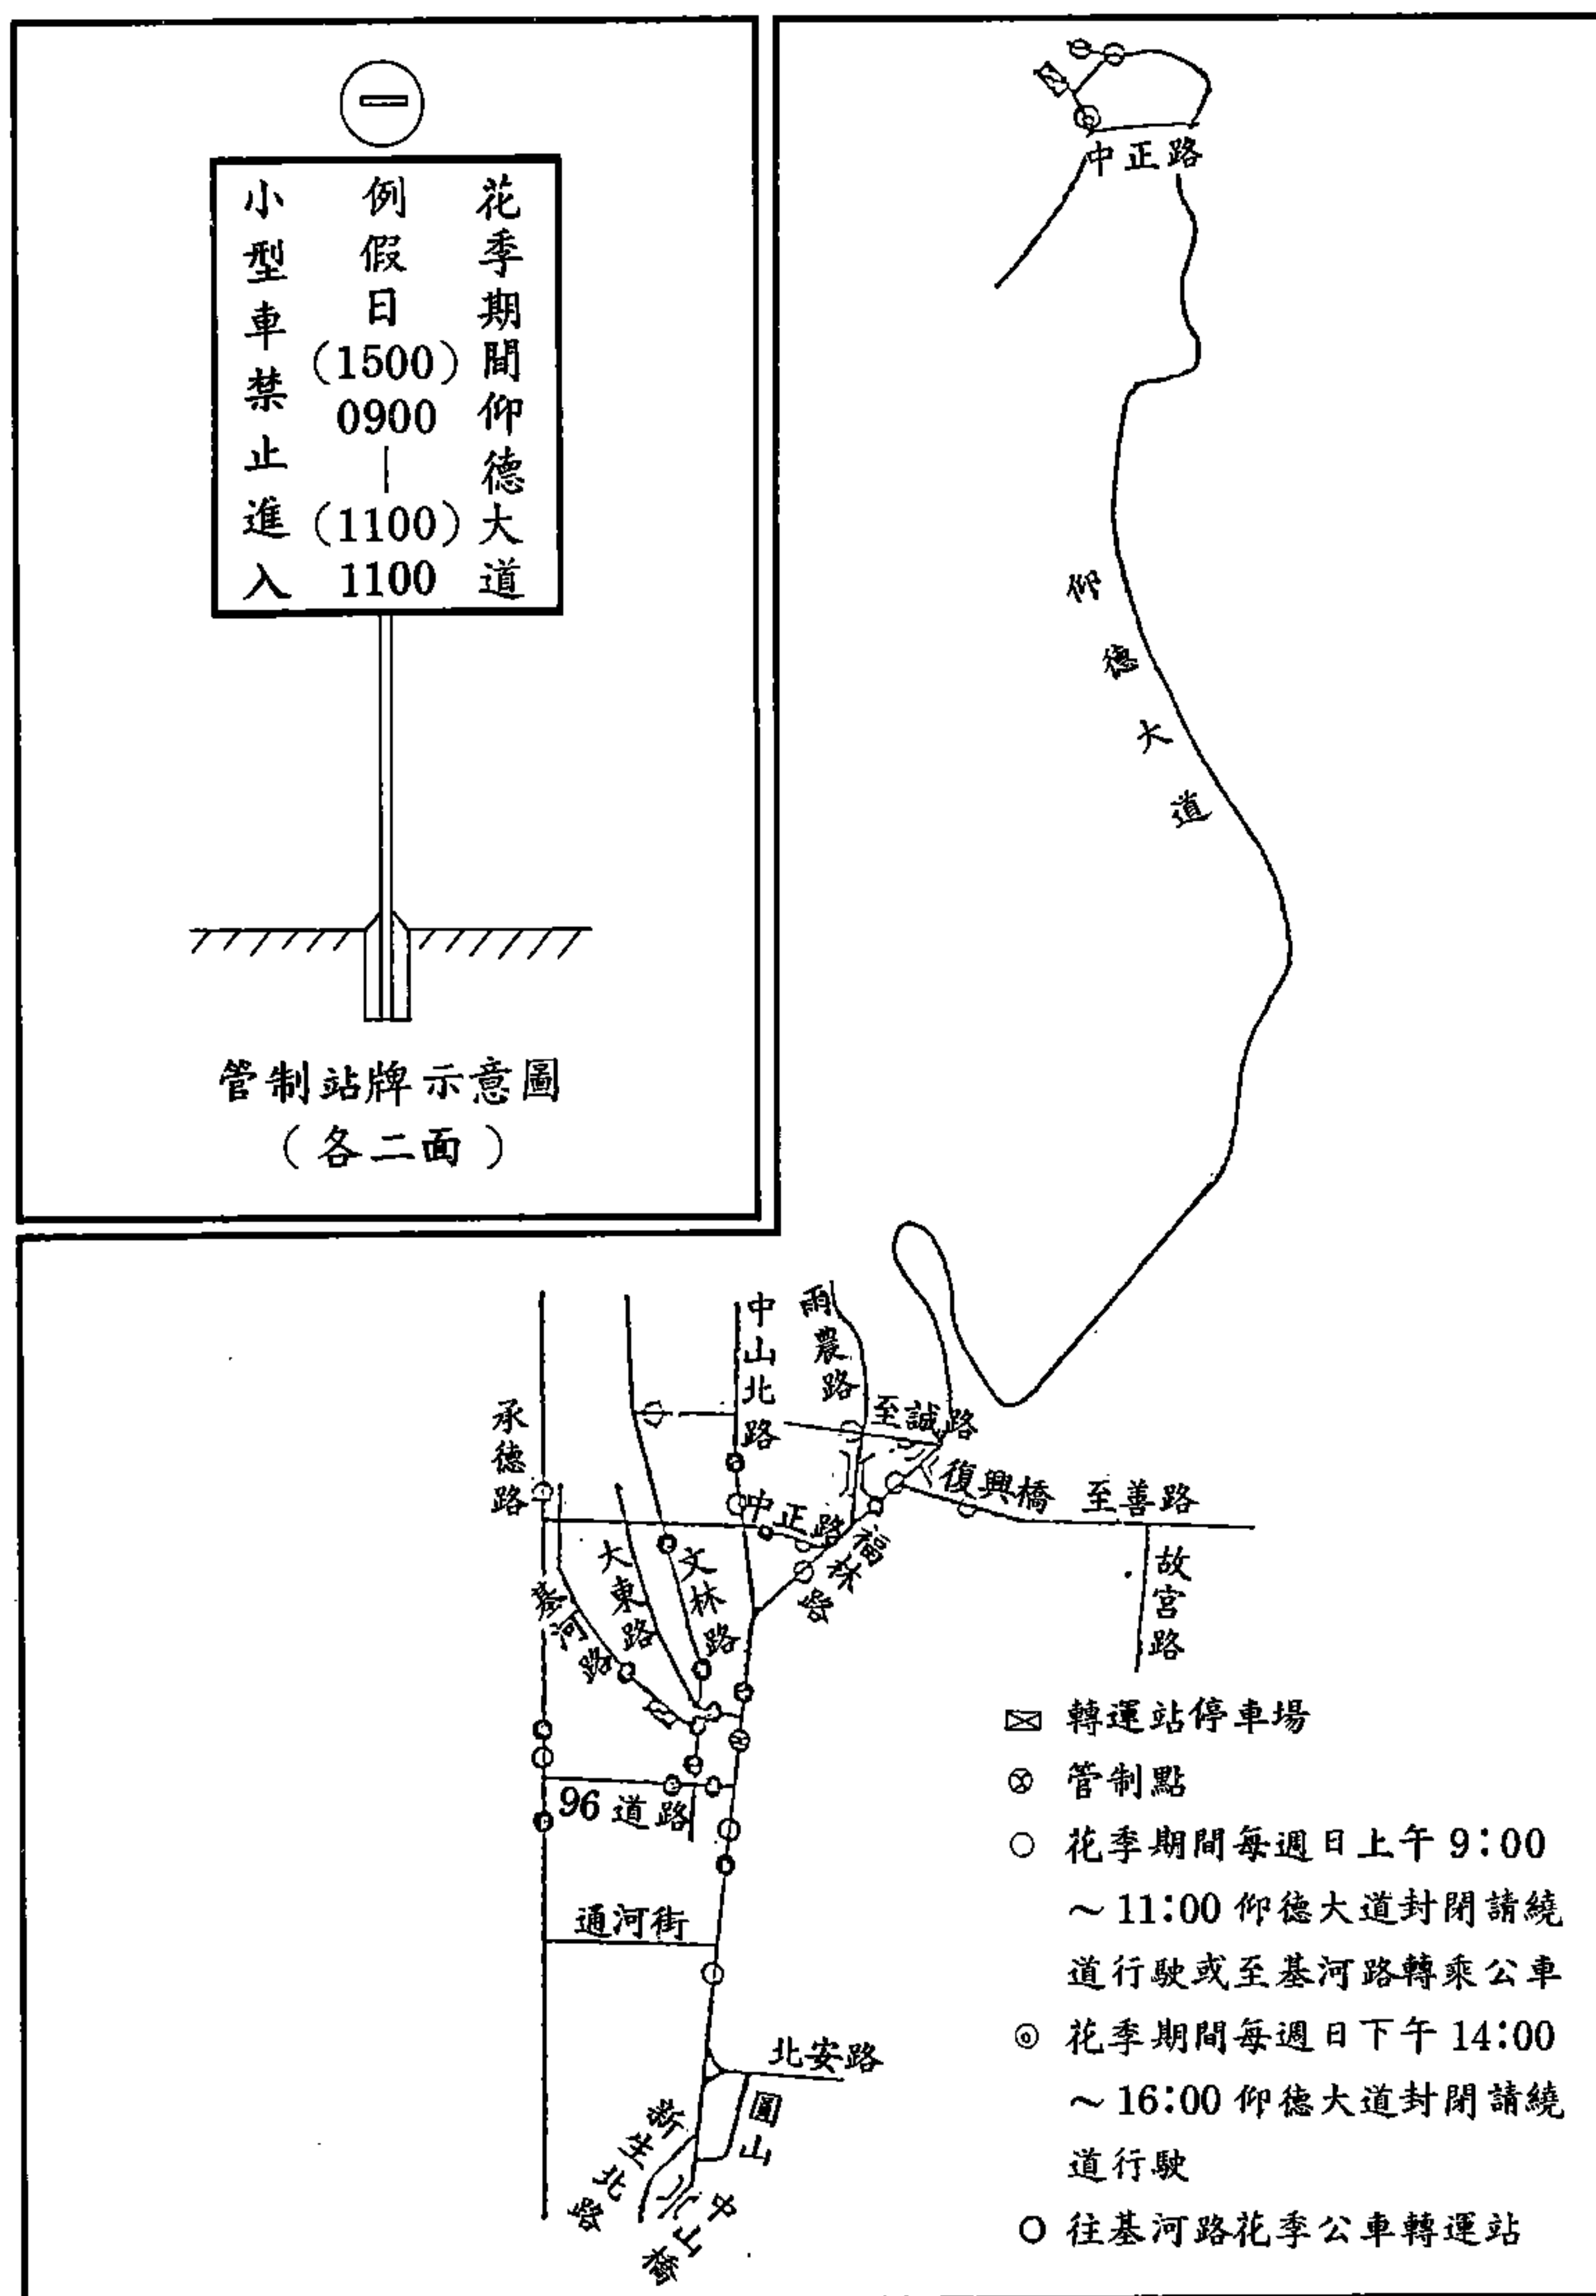 花季期間仰德大道
例假日(1500)0900—(1100)1100
小型車禁止進入
管制站牌示意圖
(各二面)
中正路
仰德大道
中山北路
雨農路
至誠路
承德路
復興橋
至善路
中正路
福林路
故宮路
大東路
文林路
基河路
96道路
通河街
北安路
圓山
新生北路
中山橋
轉運站停車場
管制點
花季期間每週日上午9:00
～11:00仰德大道封閉請繞
道行駛或至基河路轉乘公車
花季期間每週日下午14:00
～16:00仰德大道封閉請繞
道行駛
往基河路花季公車轉運站